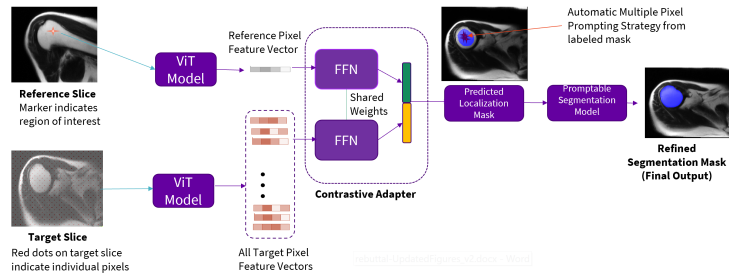 Reference Slice
Marker indicates
region of interest
ViT
Model
Reference Pixel
Feature Vector
FFN
Shared
Weights
FFN
Contrastive Adapter
Automatic Multiple Pixel
Prompting Strategy from
labeled mask
Predicted
Localization
Mask
Promptable
Segmentation
Model
Refined
Segmentation Mask
(Final Output)
ViT
Model
Target Slice
Red dots on target slice
indicate individual pixels
All Target Pixel
Feature Vectors